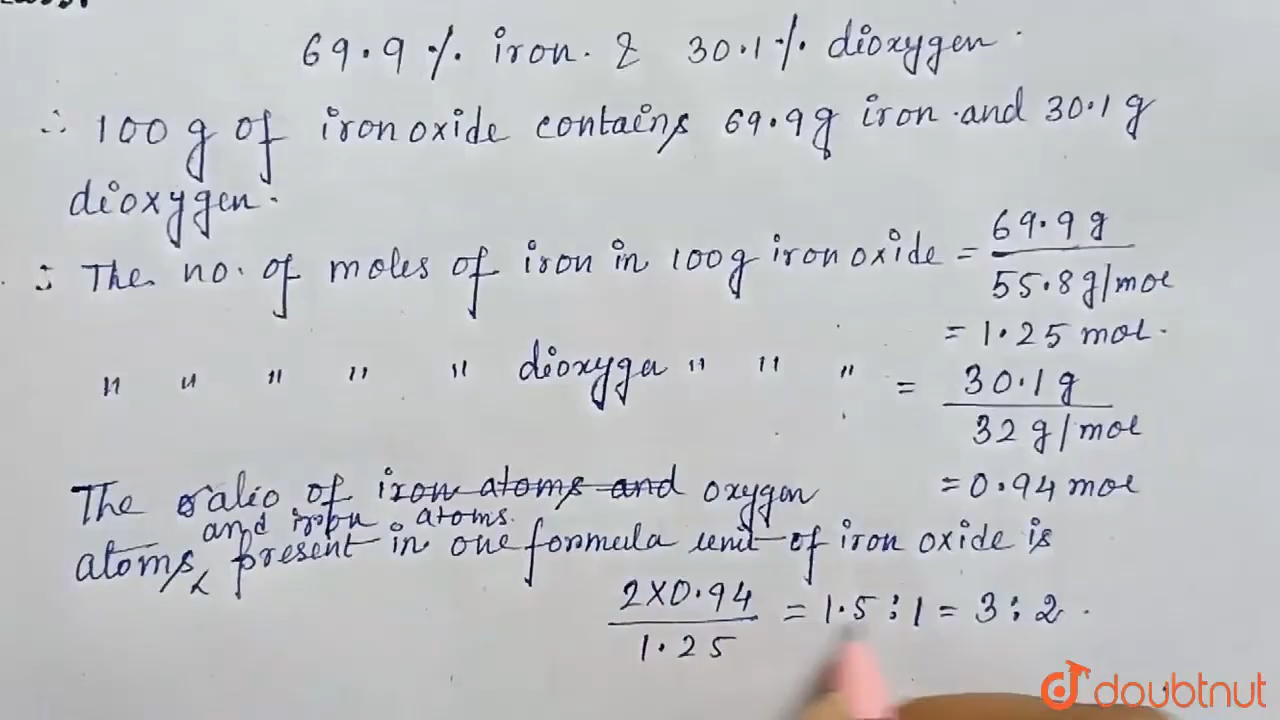 69.9 % iron. & 30.1 % dioxygen.
∴ 100 g of iron oxide contains 69.9 g iron and 30.1 g
dioxygen.
∴ The no. of moles of iron in 100 g iron oxide = 69.9 g / 55.8 g/mol
= 1.25 mol.
" " " " " dioxygen " " " = 30.1 g / 32 g/mol
= 0.94 mol
The ratio of iron atoms and oxygen
and iron atoms.
atoms, present in one formula unit of iron oxide is
2×0.94 / 1.25 = 1.5 : 1 = 3 : 2.
doubtnut